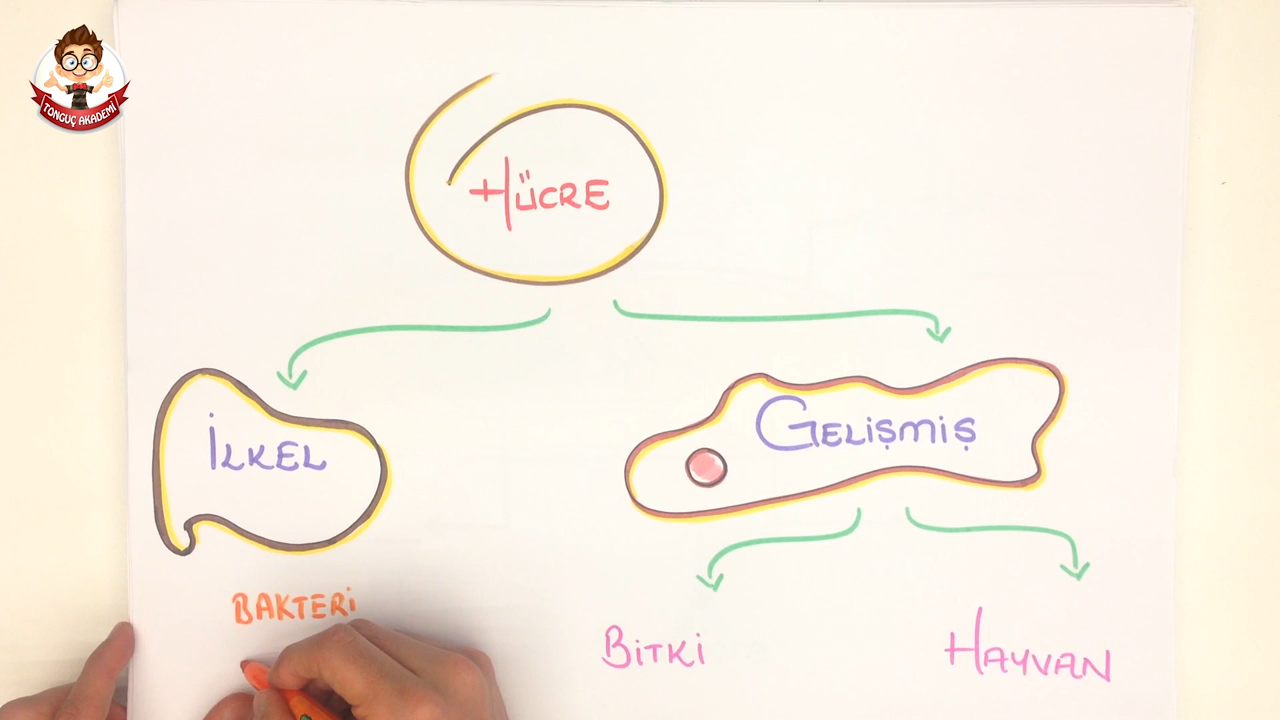 TONGUÇ AKADEMİ
HÜCRE
İLKEL
GELİŞMİŞ
BAKTERİ
BİTKİ
HAYVAN